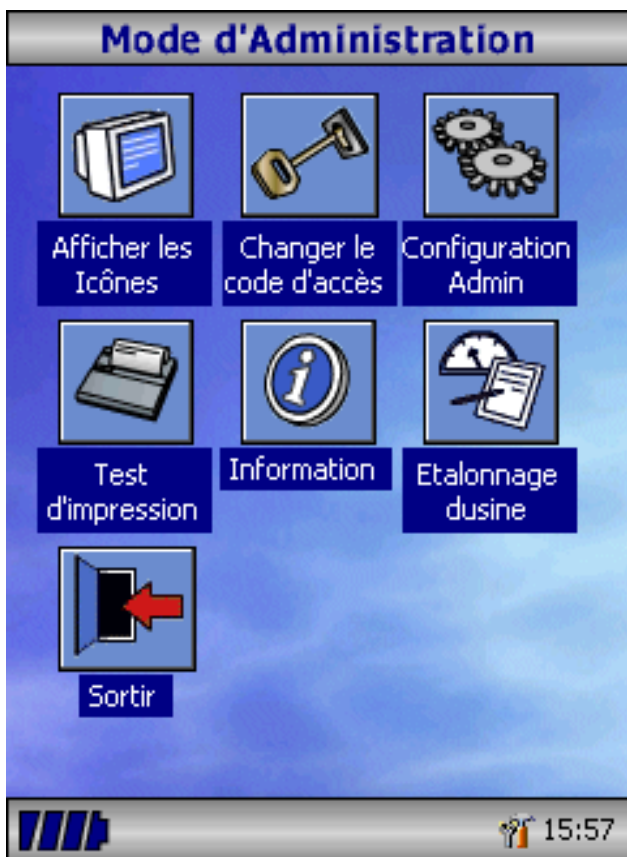 Mode d'Administration
Afficher les
Icônes
Changer le
code d'accès
Configuration
Admin
Test
d'impression
Information
Etalonnage
dusine
Sortir
15:57